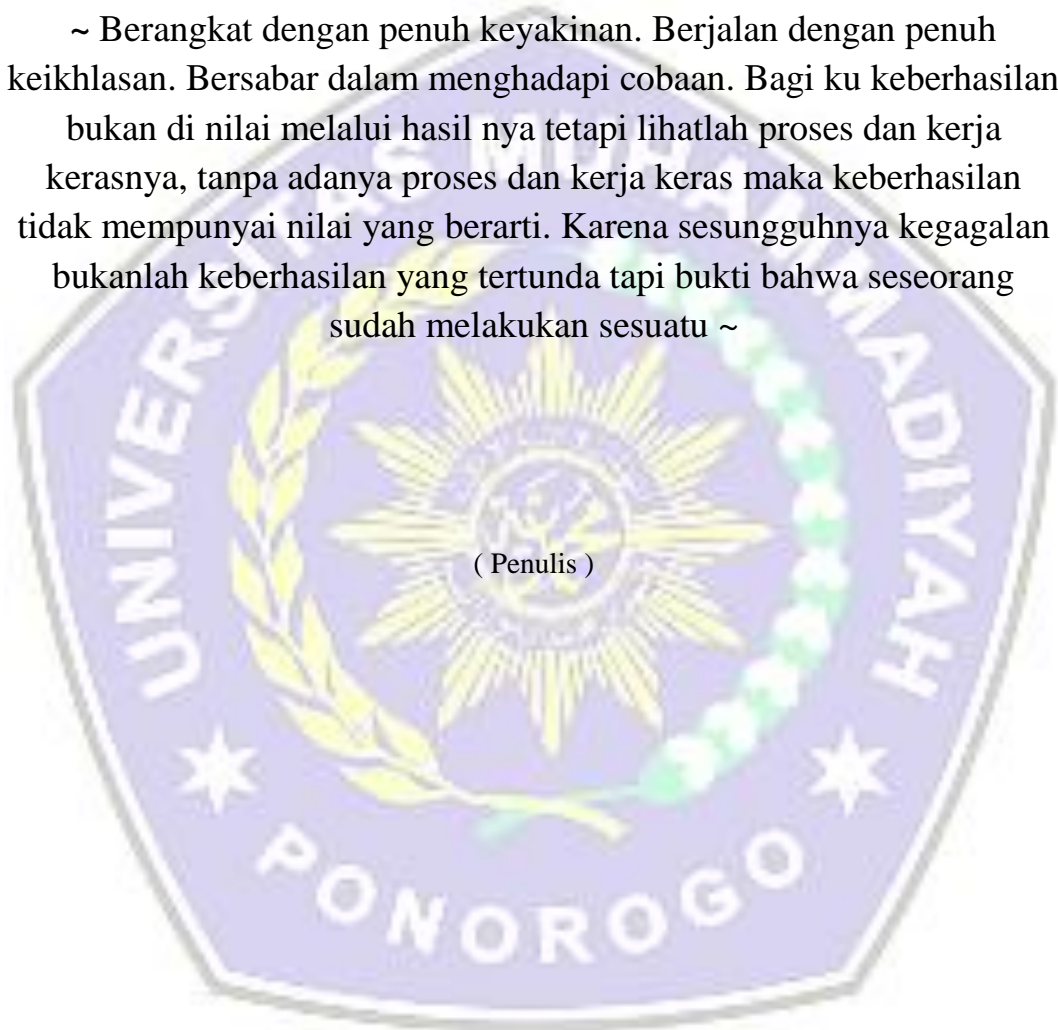 ~ Berangkat dengan penuh keyakinan. Berjalan dengan penuh
keikhlasan. Bersabar dalam menghadapi cobaan. Bagi ku keberhasilan
bukan di nilai melalui hasil nya tetapi lihatlah proses dan kerja
kerasnya, tanpa adanya proses dan kerja keras maka keberhasilan
tidak mempunyai nilai yang berarti. Karena sesungguhnya kegagalan
bukanlah keberhasilan yang tertunda tapi bukti bahwa seseorang
sudah melakukan sesuatu ~
( Penulis )
UNIVERSITAS MUHAMMADIYAH
PONOROGO